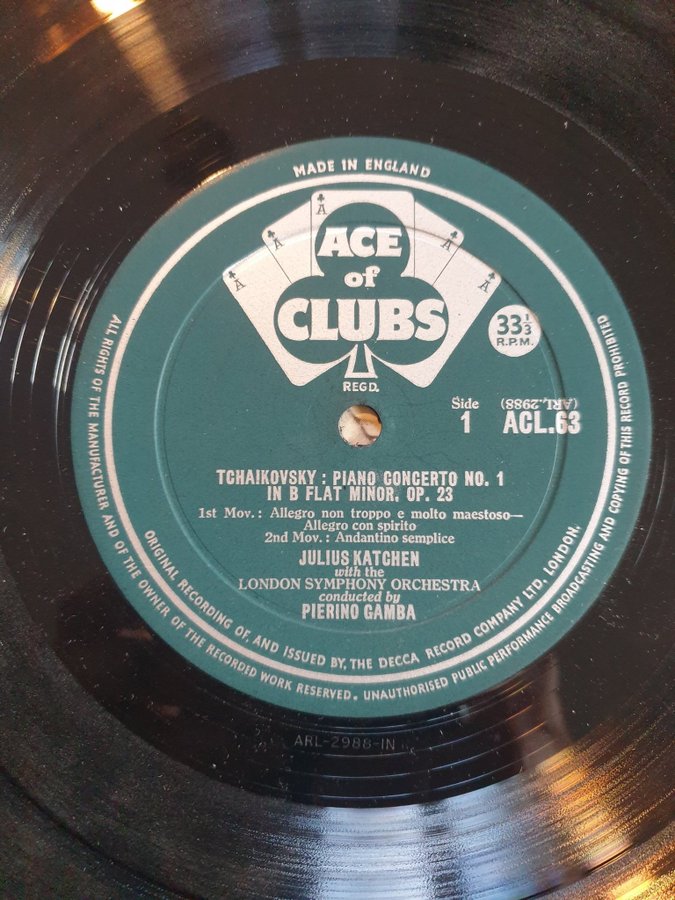 MADE IN ENGLAND
A
A
A
A
ACE
of
CLUBS
REGD.
33⅓
R.P.M.
Side
1
(ARL.2988)
ACL.63
TCHAIKOVSKY : PIANO CONCERTO NO. 1
IN B FLAT MINOR, OP. 23
1st Mov.: Allegro non troppo e molto maestoso—
Allegro con spirito
2nd Mov.: Andantino semplice
JULIUS KATCHEN
with the
LONDON SYMPHONY ORCHESTRA
conducted by
PIERINO GAMBA
ORIGINAL RECORDING OF, AND ISSUED BY, THE DECCA RECORD COMPANY LTD. LONDON.
ALL RIGHTS OF THE MANUFACTURER AND OF THE OWNER OF THE RECORDED WORK RESERVED. UNAUTHORISED PUBLIC PERFORMANCE BROADCASTING AND COPYING OF THIS RECORD PROHIBITED
ARL-2988-1N